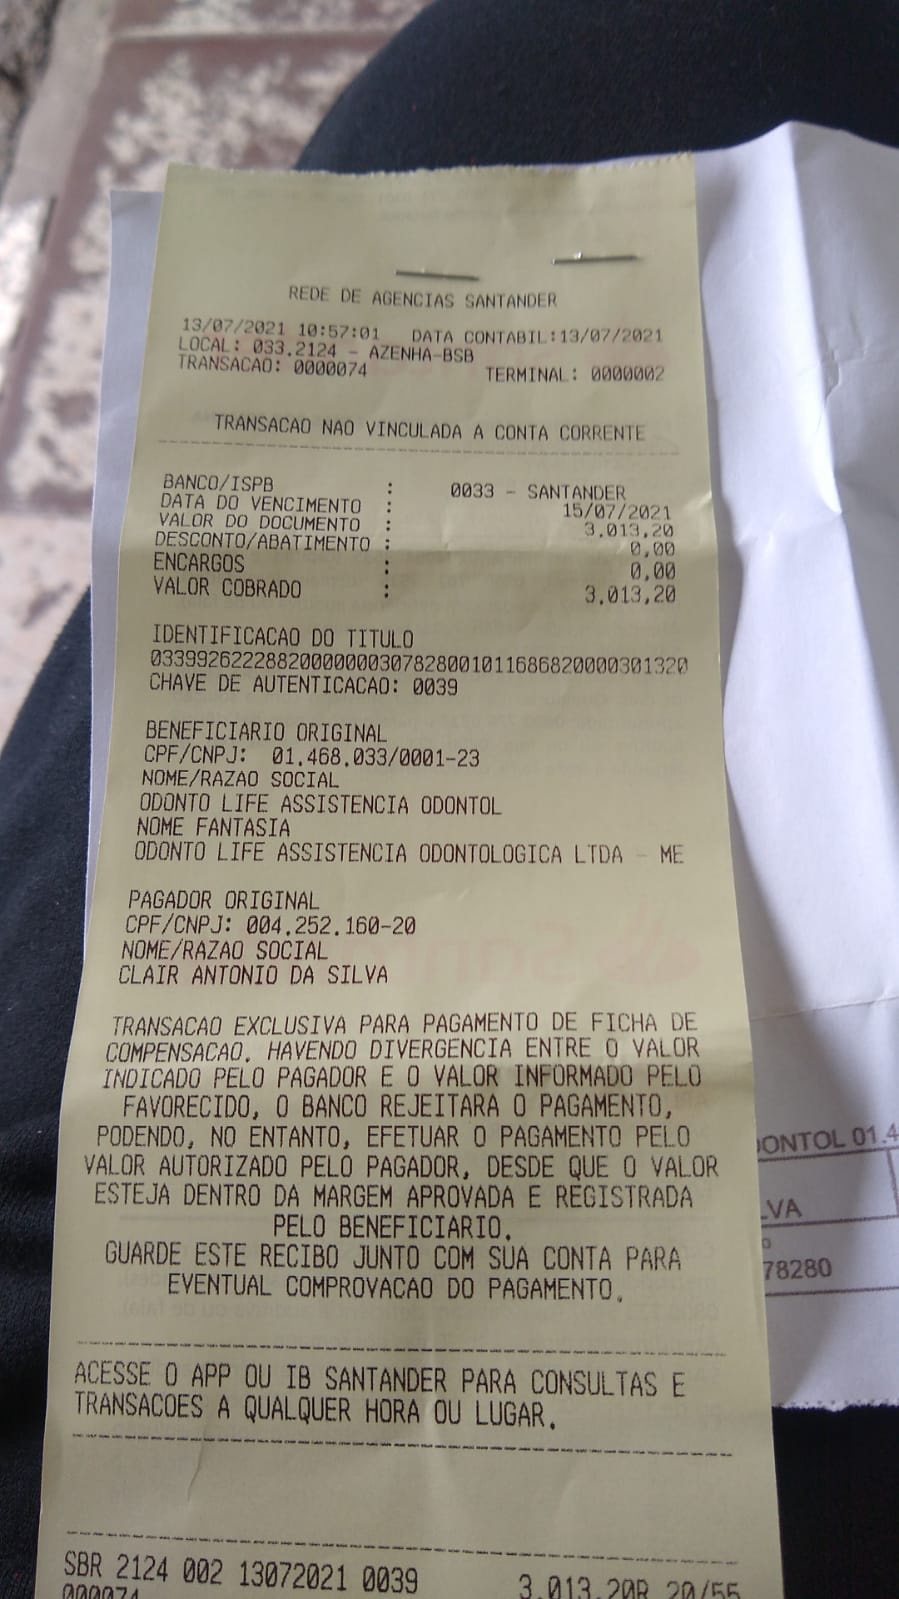 REDE DE AGENCIAS SANTANDER
13/07/2021 10:57:01 DATA CONTABIL:13/07/2021
LOCAL: 033.2124 - AZENHA-BSB
TRANSACAO: 0000074 TERMINAL: 0000002
TRANSACAO NAO VINCULADA A CONTA CORRENTE
BANCO/ISPB : 0033 - SANTANDER
DATA DO VENCIMENTO : 15/07/2021
VALOR DO DOCUMENTO : 3.013,20
DESCONTO/ABATIMENTO : 0,00
ENCARGOS : 0,00
VALOR COBRADO : 3.013,20
IDENTIFICACAO DO TITULO
03399262228820000000307828001011686820000301320
CHAVE DE AUTENTICACAO: 0039
BENEFICIARIO ORIGINAL
CPF/CNPJ: 01.468.033/0001-23
NOME/RAZAO SOCIAL
ODONTO LIFE ASSISTENCIA ODONTOL
NOME FANTASIA
ODONTO LIFE ASSISTENCIA ODONTOLOGICA LTDA - ME
PAGADOR ORIGINAL
CPF/CNPJ: 004.252.160-20
NOME/RAZAO SOCIAL
CLAIR ANTONIO DA SILVA
TRANSACAO EXCLUSIVA PARA PAGAMENTO DE FICHA DE
COMPENSACAO. HAVENDO DIVERGENCIA ENTRE O VALOR
INDICADO PELO PAGADOR E O VALOR INFORMADO PELO
FAVORECIDO, O BANCO REJEITARA O PAGAMENTO,
PODENDO, NO ENTANTO, EFETUAR O PAGAMENTO PELO
VALOR AUTORIZADO PELO PAGADOR, DESDE QUE O VALOR
ESTEJA DENTRO DA MARGEM APROVADA E REGISTRADA
PELO BENEFICIARIO.
GUARDE ESTE RECIBO JUNTO COM SUA CONTA PARA
EVENTUAL COMPROVACAO DO PAGAMENTO.
ACESSE O APP OU IB SANTANDER PARA CONSULTAS E
TRANSACOES A QUALQUER HORA OU LUGAR.
SBR 2124 002 13072021 0039 3.013,20R 20/55
000074
ONTOL 01.4
LVA
78280